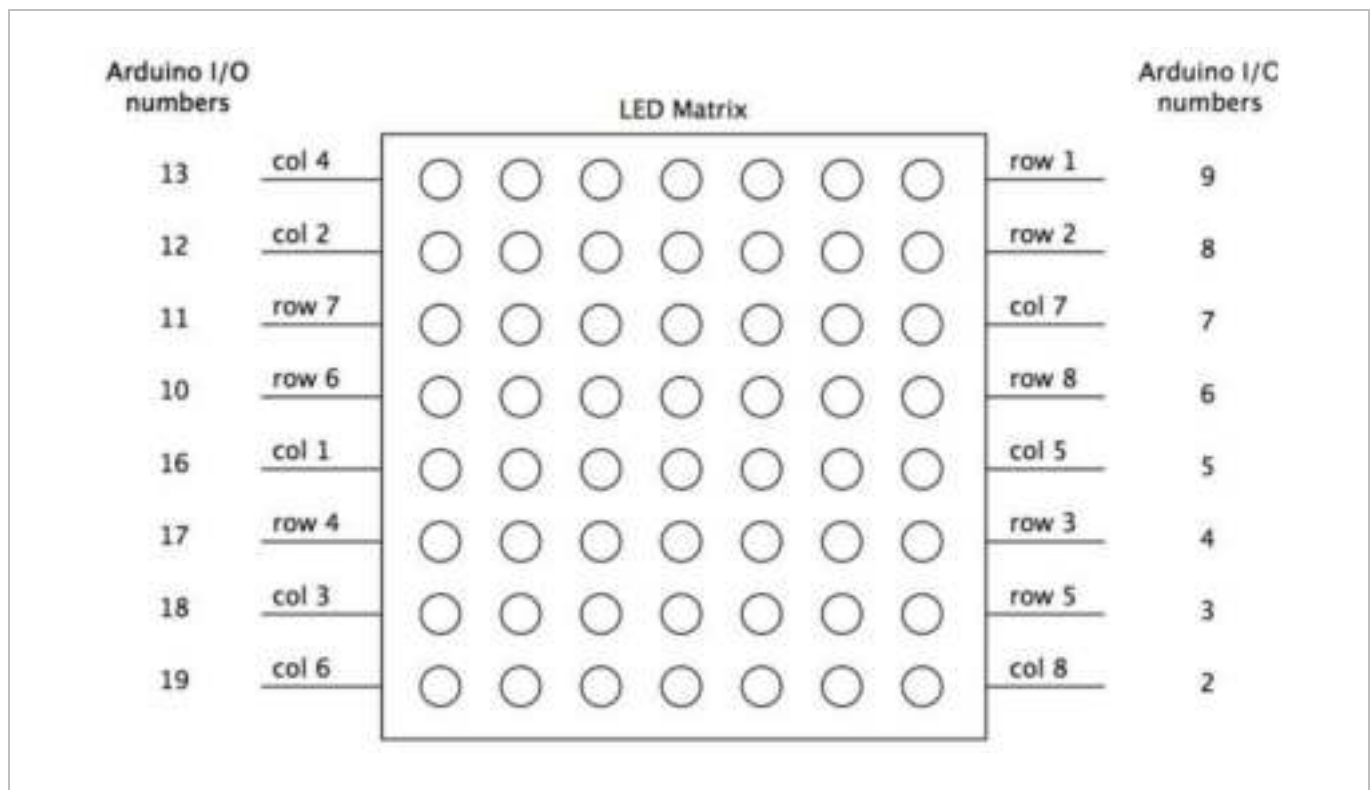 Arduino I/O
numbers
LED Matrix
Arduino I/C
numbers
13 col 4 row 1 9
12 col 2 row 2 8
11 row 7 col 7 7
10 row 6 row 8 6
16 col 1 col 5 5
17 row 4 row 3 4
18 col 3 row 5 3
19 col 6 col 8 2